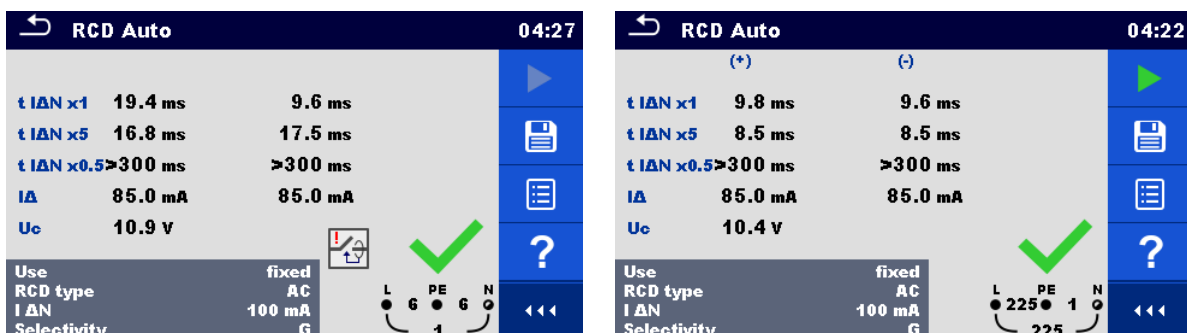 RCD Auto 04:27
t IΔN x1 19.4 ms 9.6 ms
t IΔN x5 16.8 ms 17.5 ms
t IΔN x0.5 >300 ms >300 ms
IΔ 85.0 mA 85.0 mA
Uc 10.9 V
!
?
Use fixed
RCD type AC
I ΔN 100 mA
Selectivity G
L PE N
6 6
1
RCD Auto 04:22
(+) (-)
t IΔN x1 9.8 ms 9.6 ms
t IΔN x5 8.5 ms 8.5 ms
t IΔN x0.5 >300 ms >300 ms
IΔ 85.0 mA 85.0 mA
Uc 10.4 V
?
Use fixed
RCD type AC
I ΔN 100 mA
Selectivity G
L PE N
225 1
225